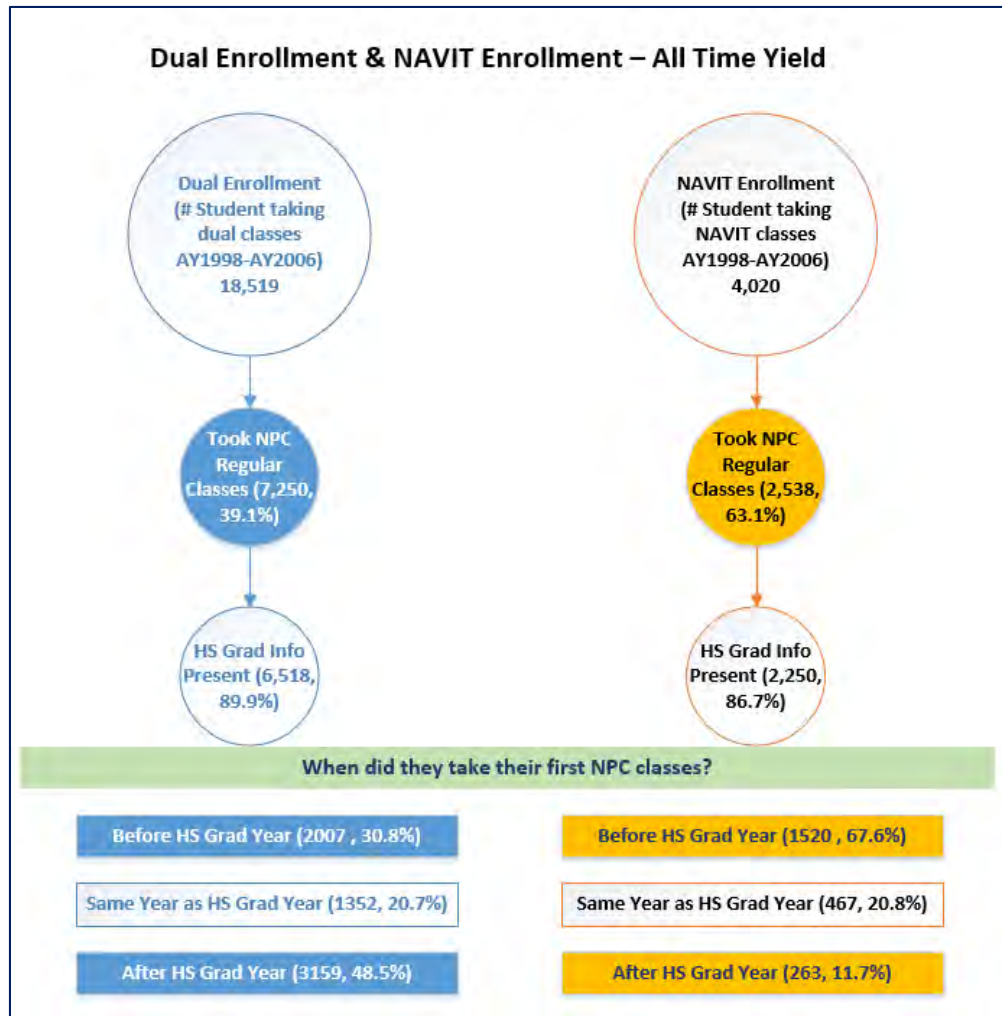 Dual Enrollment & NAVIT Enrollment – All Time Yield
Dual Enrollment
(# Student taking
dual classes
AY1998-AY2006)
18,519
NAVIT Enrollment
(# Student taking
NAVIT classes
AY1998-AY2006)
4,020
Took NPC
Regular
Classes (7,250,
39.1%)
Took NPC
Regular
Classes (2,538,
63.1%)
HS Grad Info
Present (6,518,
89.9%)
HS Grad Info
Present (2,250,
86.7%)
When did they take their first NPC classes?
Before HS Grad Year (2007 , 30.8%)
Before HS Grad Year (1520 , 67.6%)
Same Year as HS Grad Year (1352, 20.7%)
Same Year as HS Grad Year (467, 20.8%)
After HS Grad Year (3159, 48.5%)
After HS Grad Year (263, 11.7%)